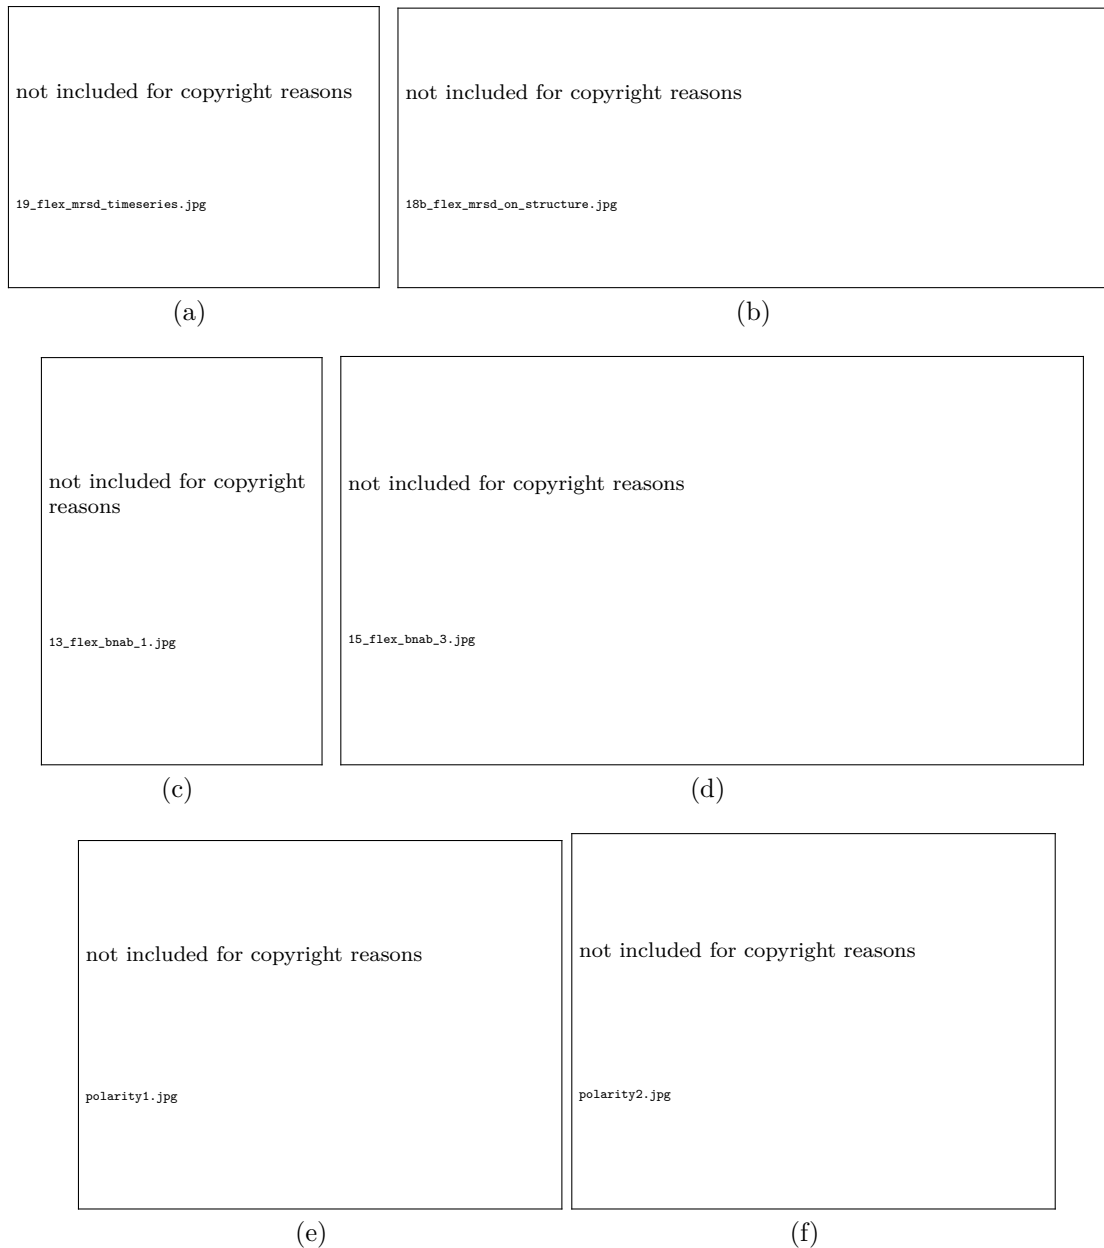 not included for copyright reasons
19_flex_mrsd_timeseries.jpg
(a)
not included for copyright reasons
18b_flex_mrsd_on_structure.jpg
(b)
not included for copyright
reasons
13_flex_bnab_1.jpg
(c)
not included for copyright reasons
15_flex_bnab_3.jpg
(d)
not included for copyright reasons
polarity1.jpg
(e)
not included for copyright reasons
polarity2.jpg
(f)